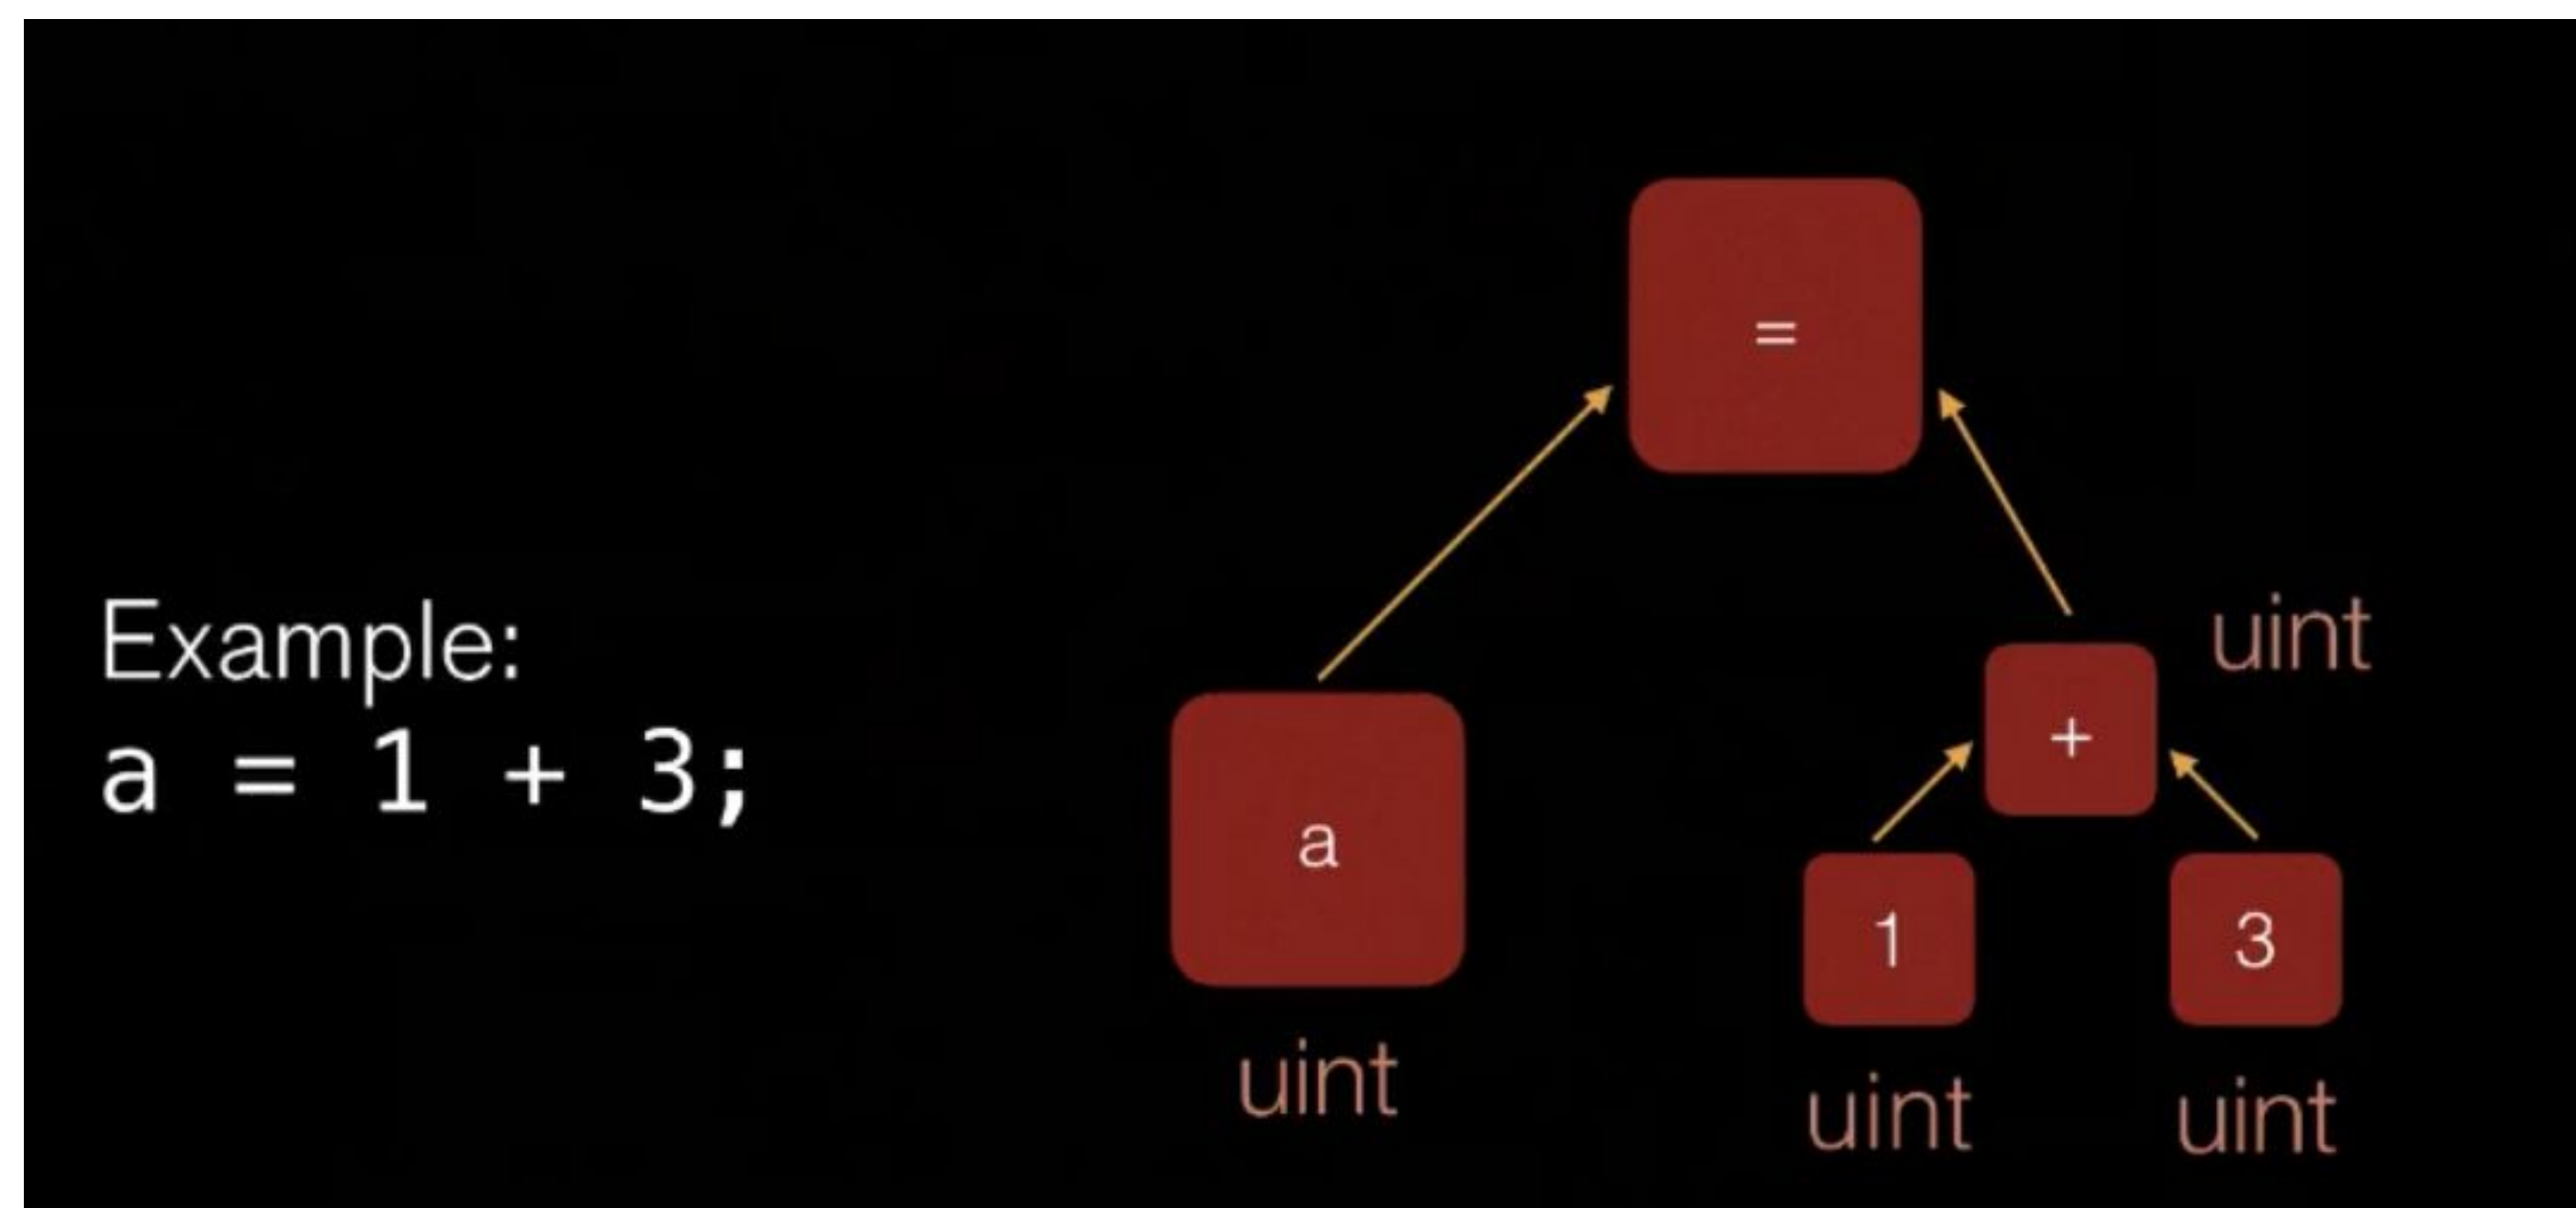 Example:
a = 1 + 3;
=
a
uint
+
uint
1
3
uint
uint